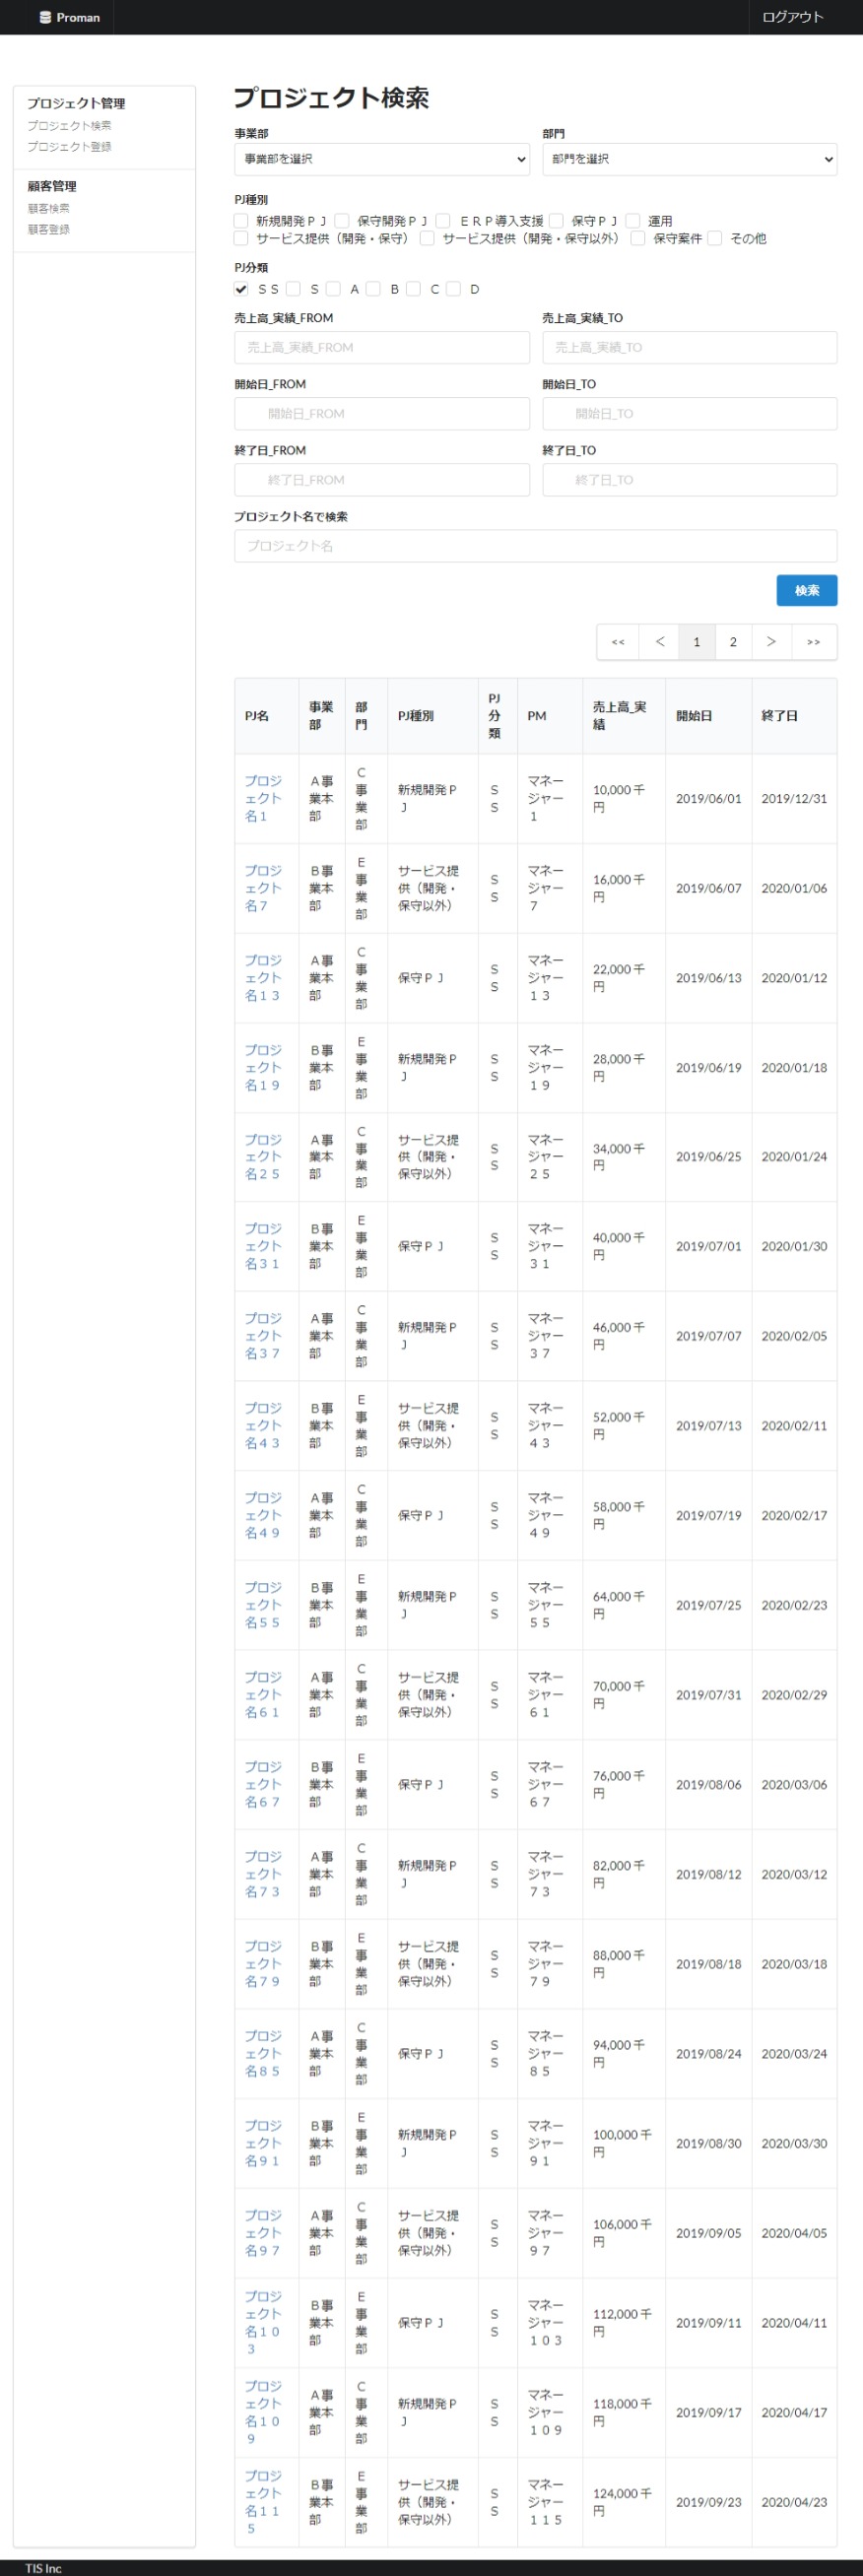 Proman
ログアウト
プロジェクト管理
プロジェクト検索
プロジェクト登録
顧客管理
顧客検索
顧客登録
プロジェクト検索
事業部 部門
事業部を選択 部門を選択
PJ種別
新規開発ＰＪ 保守開発ＰＪ ＥＲＰ導入支援 保守ＰＪ 運用
サービス提供（開発・保守） サービス提供（開発・保守以外） 保守案件 その他
PJ分類
ＳＳ Ｓ Ａ Ｂ Ｃ Ｄ
売上高_実績_FROM 売上高_実績_TO
売上高_実績_FROM 売上高_実績_TO
開始日_FROM 開始日_TO
開始日_FROM 開始日_TO
終了日_FROM 終了日_TO
終了日_FROM 終了日_TO
プロジェクト名で検索
プロジェクト名
検索
<< ＜ 1 2 ＞ >>
PJ名 事業部 部門 PJ種別 PJ分類 PM 売上高_実績 開始日 終了日
プロジェクト名１ Ａ事業本部 Ｃ事業部 新規開発ＰＪ ＳＳ マネージャー１ 10,000 千円 2019/06/01 2019/12/31
プロジェクト名７ Ｂ事業本部 Ｅ事業部 サービス提供（開発・保守以外） ＳＳ マネージャー７ 16,000 千円 2019/06/07 2020/01/06
プロジェクト名１３ Ａ事業本部 Ｃ事業部 保守ＰＪ ＳＳ マネージャー１３ 22,000 千円 2019/06/13 2020/01/12
プロジェクト名１９ Ｂ事業本部 Ｅ事業部 新規開発ＰＪ ＳＳ マネージャー１９ 28,000 千円 2019/06/19 2020/01/18
プロジェクト名２５ Ａ事業本部 Ｃ事業部 サービス提供（開発・保守以外） ＳＳ マネージャー２５ 34,000 千円 2019/06/25 2020/01/24
プロジェクト名３１ Ｂ事業本部 Ｅ事業部 保守ＰＪ ＳＳ マネージャー３１ 40,000 千円 2019/07/01 2020/01/30
プロジェクト名３７ Ａ事業本部 Ｃ事業部 新規開発ＰＪ ＳＳ マネージャー３７ 46,000 千円 2019/07/07 2020/02/05
プロジェクト名４３ Ｂ事業本部 Ｅ事業部 サービス提供（開発・保守以外） ＳＳ マネージャー４３ 52,000 千円 2019/07/13 2020/02/11
プロジェクト名４９ Ａ事業本部 Ｃ事業部 保守ＰＪ ＳＳ マネージャー４９ 58,000 千円 2019/07/19 2020/02/17
プロジェクト名５５ Ｂ事業本部 Ｅ事業部 新規開発ＰＪ ＳＳ マネージャー５５ 64,000 千円 2019/07/25 2020/02/23
プロジェクト名６１ Ａ事業本部 Ｃ事業部 サービス提供（開発・保守以外） ＳＳ マネージャー６１ 70,000 千円 2019/07/31 2020/02/29
プロジェクト名６７ Ｂ事業本部 Ｅ事業部 保守ＰＪ ＳＳ マネージャー６７ 76,000 千円 2019/08/06 2020/03/06
プロジェクト名７３ Ａ事業本部 Ｃ事業部 新規開発ＰＪ ＳＳ マネージャー７３ 82,000 千円 2019/08/12 2020/03/12
プロジェクト名７９ Ｂ事業本部 Ｅ事業部 サービス提供（開発・保守以外） ＳＳ マネージャー７９ 88,000 千円 2019/08/18 2020/03/18
プロジェクト名８５ Ａ事業本部 Ｃ事業部 保守ＰＪ ＳＳ マネージャー８５ 94,000 千円 2019/08/24 2020/03/24
プロジェクト名９１ Ｂ事業本部 Ｅ事業部 新規開発ＰＪ ＳＳ マネージャー９１ 100,000 千円 2019/08/30 2020/03/30
プロジェクト名９７ Ａ事業本部 Ｃ事業部 サービス提供（開発・保守以外） ＳＳ マネージャー９７ 106,000 千円 2019/09/05 2020/04/05
プロジェクト名１０３ Ｂ事業本部 Ｅ事業部 保守ＰＪ ＳＳ マネージャー１０３ 112,000 千円 2019/09/11 2020/04/11
プロジェクト名１０９ Ａ事業本部 Ｃ事業部 新規開発ＰＪ ＳＳ マネージャー１０９ 118,000 千円 2019/09/17 2020/04/17
プロジェクト名１１５ Ｂ事業本部 Ｅ事業部 サービス提供（開発・保守以外） ＳＳ マネージャー１１５ 124,000 千円 2019/09/23 2020/04/23
TIS Inc